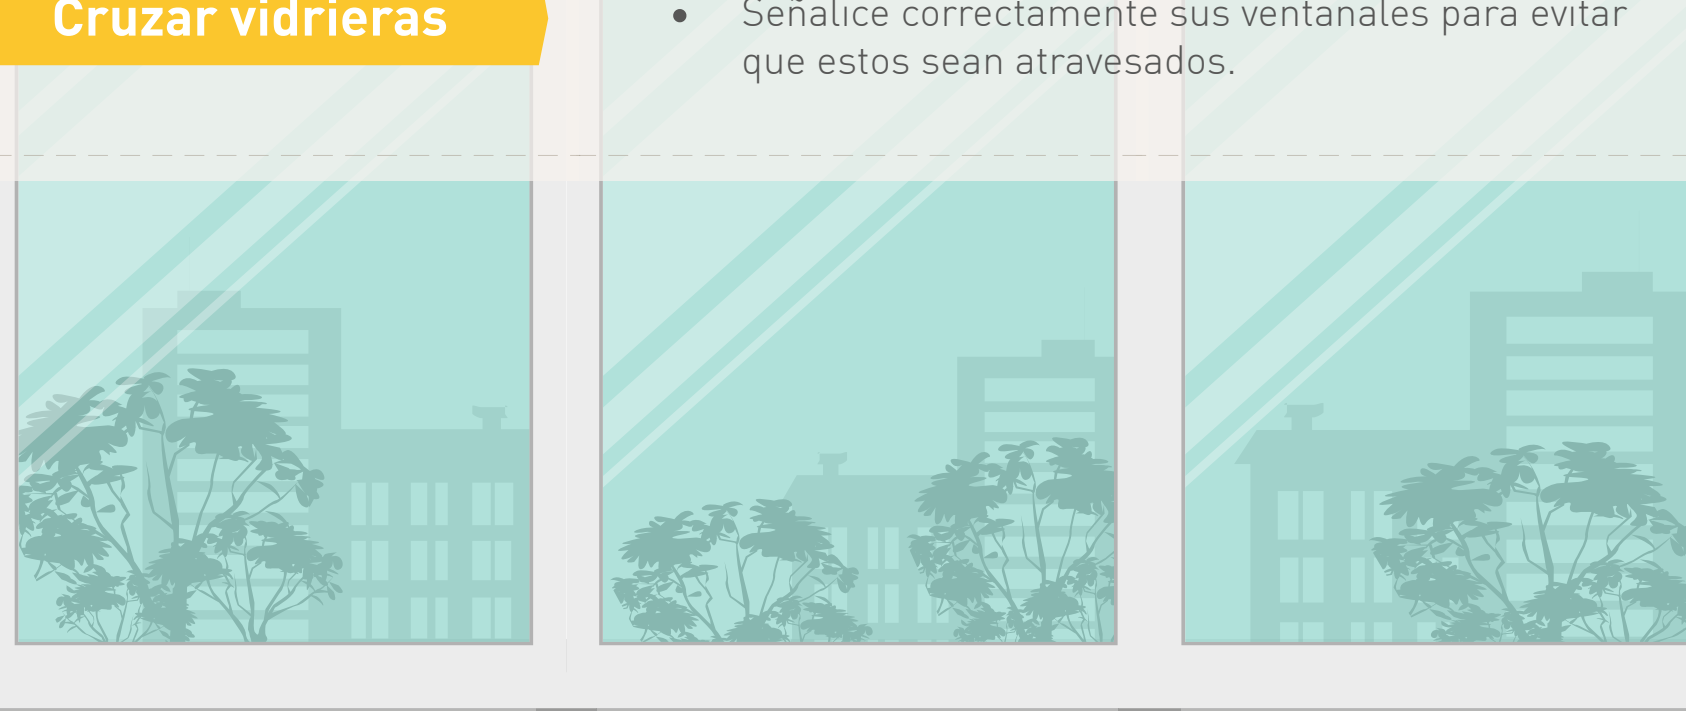 Cruzar vidrieras
• Señalice correctamente sus ventanales para evitar
que estos sean atravesados.